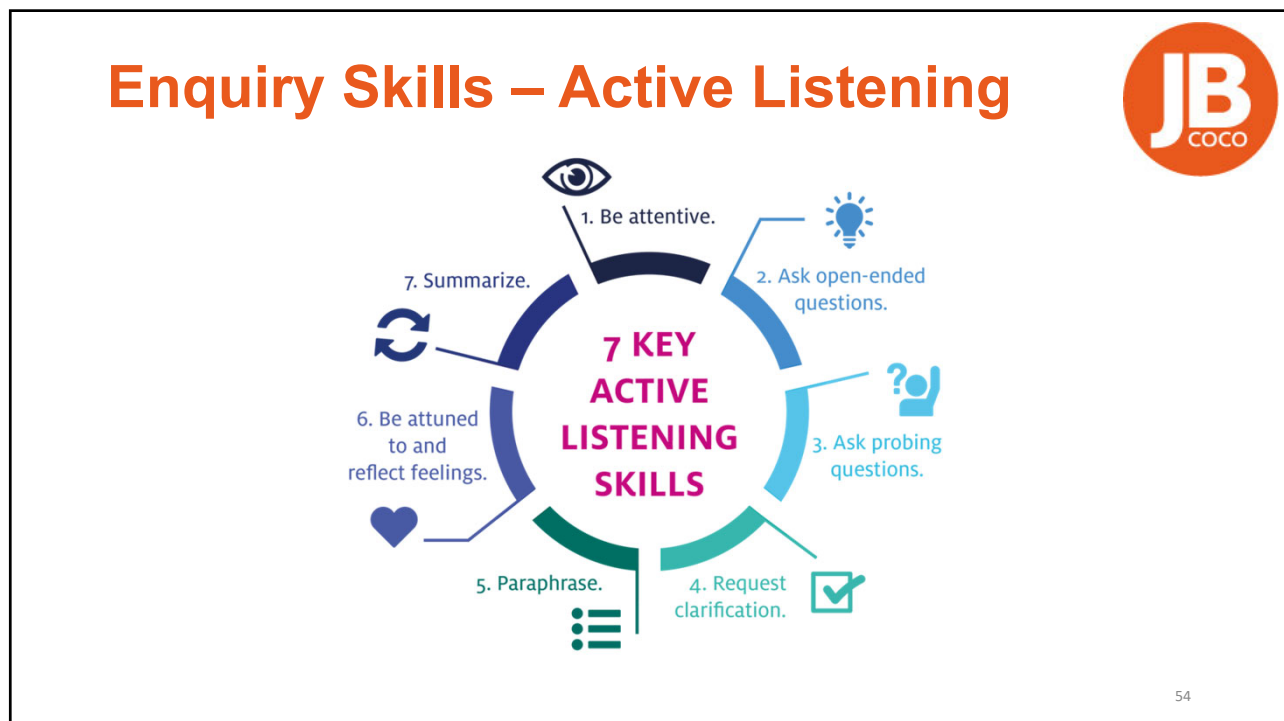 Enquiry Skills – Active Listening
JB
COCO
1. Be attentive.
2. Ask open-ended
questions.
3. Ask probing
questions.
4. Request
clarification.
5. Paraphrase.
6. Be attuned
to and
reflect feelings.
7. Summarize.
7 KEY
ACTIVE
LISTENING
SKILLS
?
54